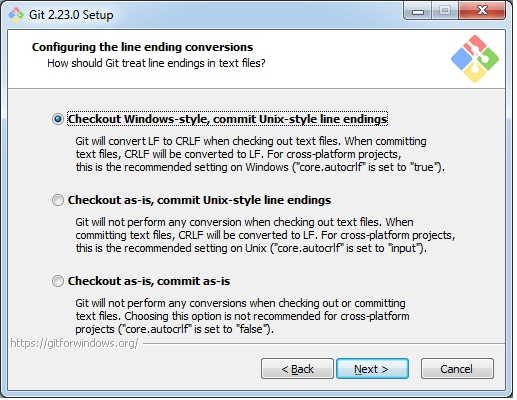 Git 2.23.0 Setup
Configuring the line ending conversions
How should Git treat line endings in text files?
Checkout Windows-style, commit Unix-style line endings
Git will convert LF to CRLF when checking out text files. When committing
text files, CRLF will be converted to LF. For cross-platform projects,
this is the recommended setting on Windows ("core.autocrlf" is set to "true").
Checkout as-is, commit Unix-style line endings
Git will not perform any conversion when checking out text files. When
committing text files, CRLF will be converted to LF. For cross-platform projects,
this is the recommended setting on Unix ("core.autocrlf" is set to "input").
Checkout as-is, commit as-is
Git will not perform any conversions when checking out or committing
text files. Choosing this option is not recommended for cross-platform
projects ("core.autocrlf" is set to "false").
https://gitforwindows.org/
< Back
Next >
Cancel